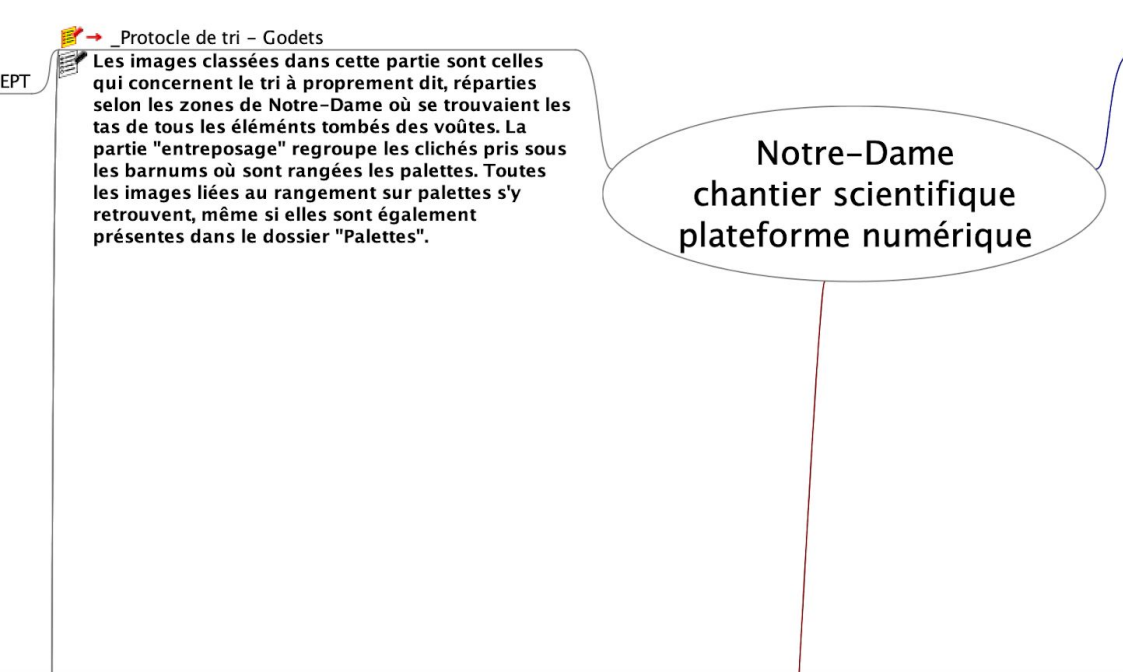 _Protocle de tri – Godets
EPT
Les images classées dans cette partie sont celles
qui concernent le tri à proprement dit, réparties
selon les zones de Notre-Dame où se trouvaient les
tas de tous les éléménts tombés des voûtes. La
partie "entreposage" regroupe les clichés pris sous
les barnums où sont rangées les palettes. Toutes
les images liées au rangement sur palettes s'y
retrouvent, même si elles sont également
présentes dans le dossier "Palettes".
Notre-Dame
chantier scientifique
plateforme numérique